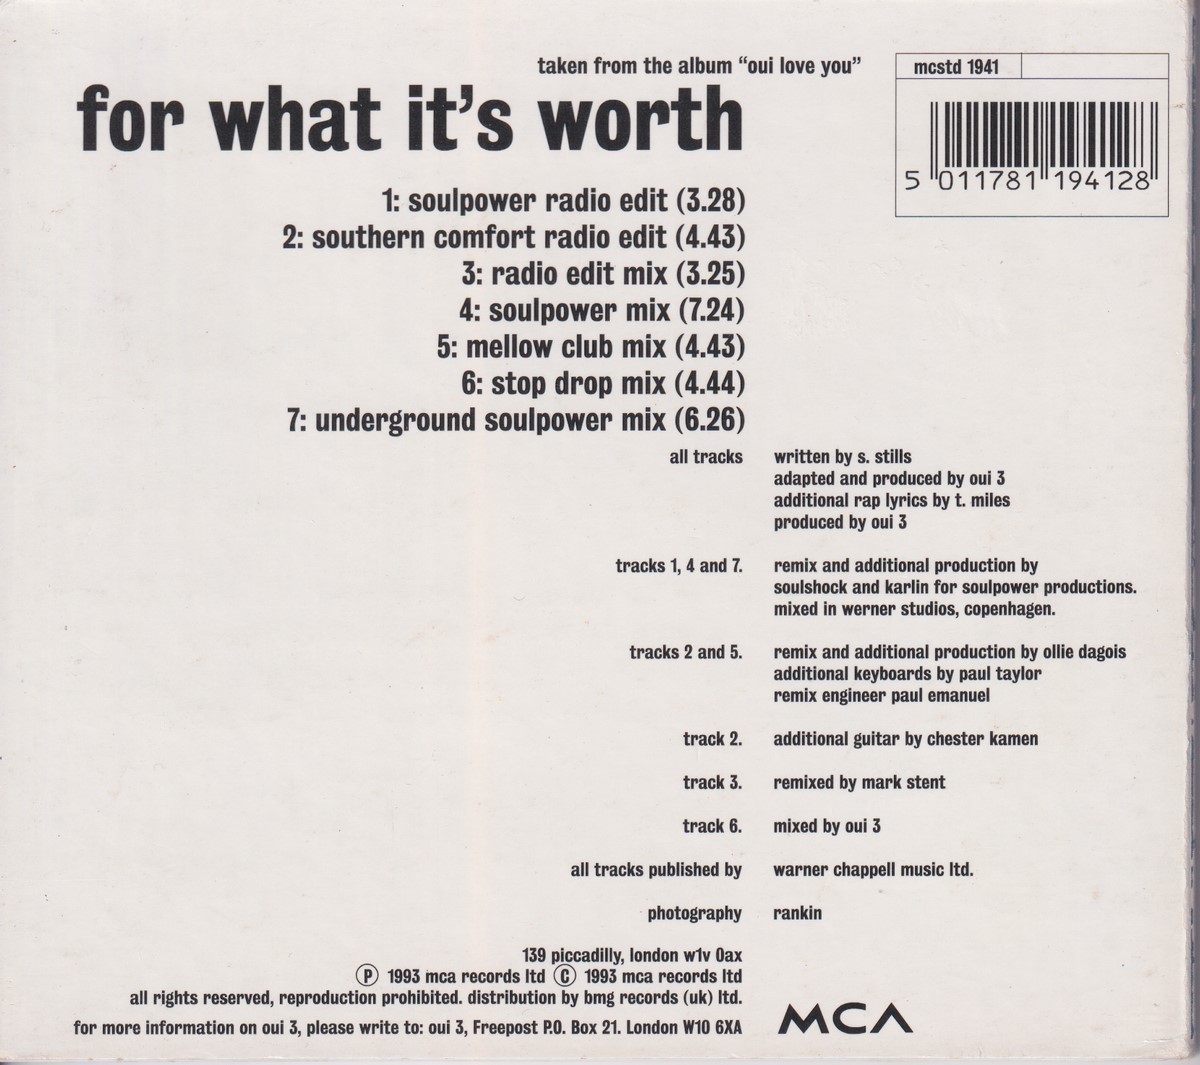 taken from the album “oui love you”
mcstd 1941
for what it’s worth
5 011781 194128
1: soulpower radio edit (3.28)
2: southern comfort radio edit (4.43)
3: radio edit mix (3.25)
4: soulpower mix (7.24)
5: mellow club mix (4.43)
6: stop drop mix (4.44)
7: underground soulpower mix (6.26)
all tracks written by s. stills
adapted and produced by oui 3
additional rap lyrics by t. miles
produced by oui 3
tracks 1, 4 and 7. remix and additional production by
soulshock and karlin for soulpower productions.
mixed in werner studios, copenhagen.
tracks 2 and 5. remix and additional production by ollie dagois
additional keyboards by paul taylor
remix engineer paul emanuel
track 2. additional guitar by chester kamen
track 3. remixed by mark stent
track 6. mixed by oui 3
all tracks published by warner chappell music ltd.
photography rankin
139 piccadilly, london w1v 0ax
Ⓟ 1993 mca records ltd Ⓒ 1993 mca records ltd
all rights reserved, reproduction prohibited. distribution by bmg records (uk) ltd.
for more information on oui 3, please write to: oui 3, Freepost P.O. Box 21. London W10 6XA
MCA